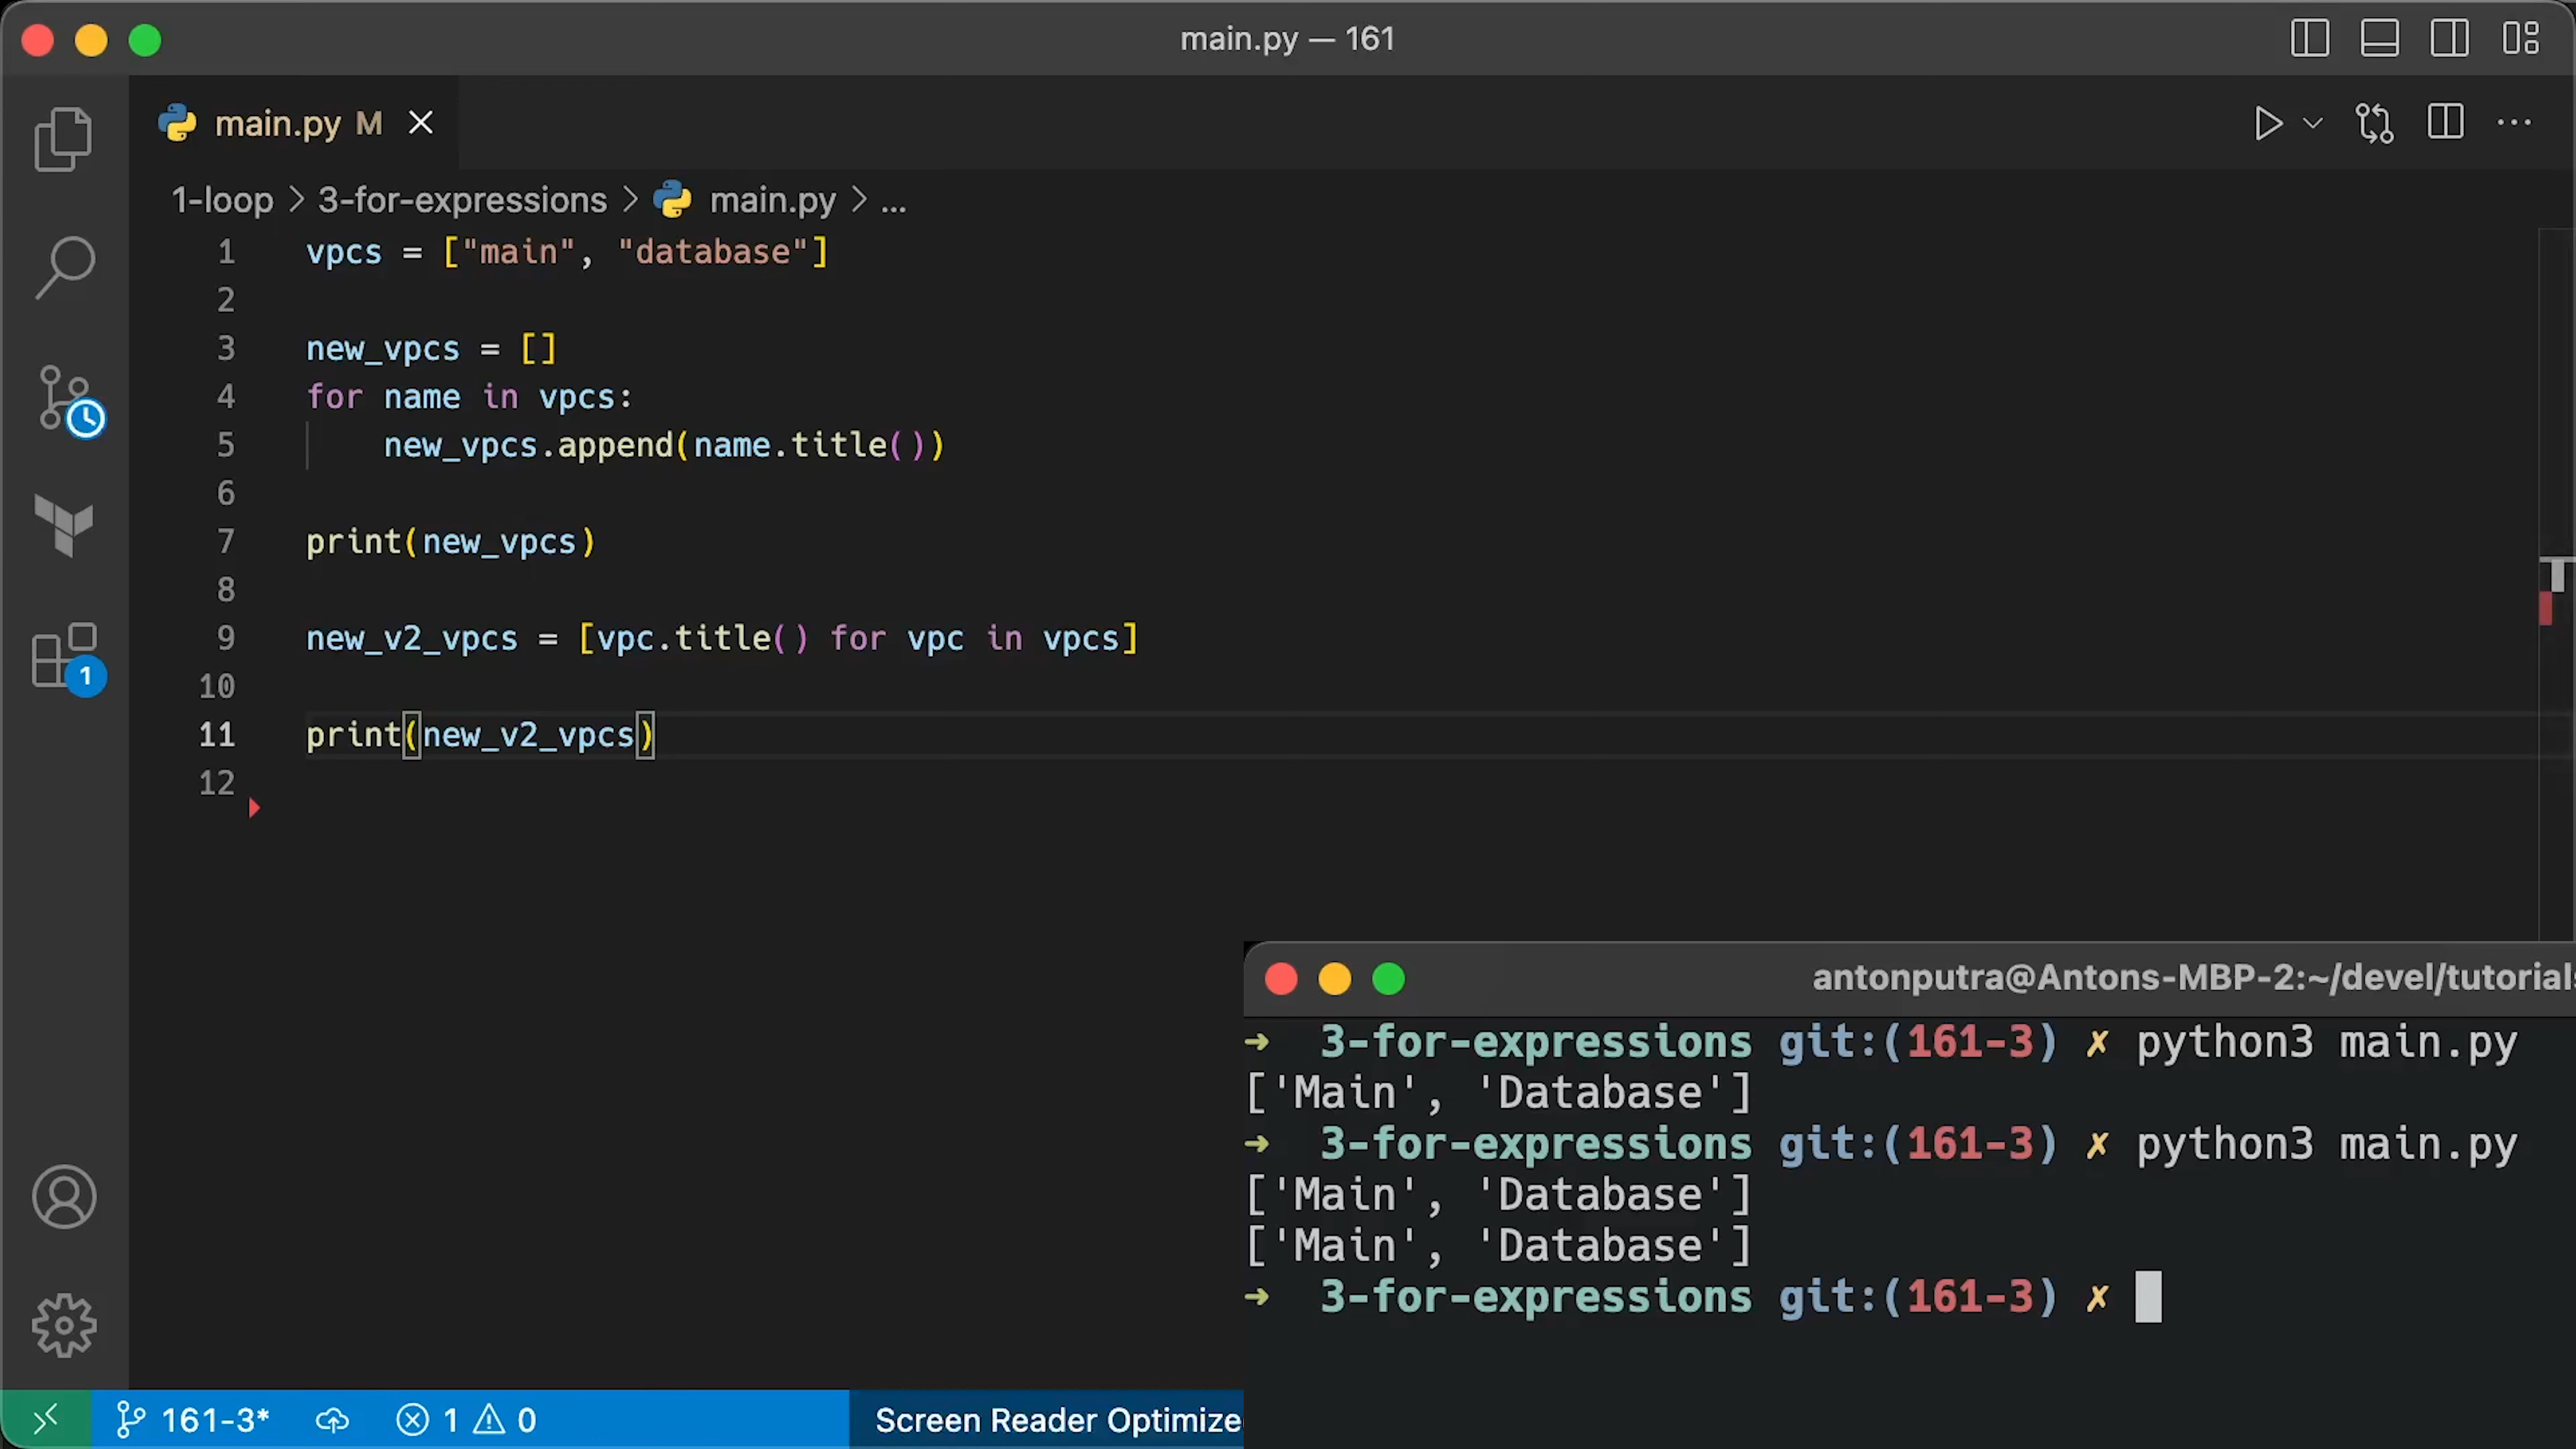 main.py — 161
main.py M
1-loop > 3-for-expressions > main.py > ...
1 vpcs = ["main", "database"]
2
3 new_vpcs = []
4 for name in vpcs:
5     new_vpcs.append(name.title())
6
7 print(new_vpcs)
8
9 new_v2_vpcs = [vpc.title() for vpc in vpcs]
10
11 print(new_v2_vpcs)
12
1
antonputra@Antons-MBP-2:~/devel/tutorials
➜ 3-for-expressions git:(161-3) ✗ python3 main.py
['Main', 'Database']
➜ 3-for-expressions git:(161-3) ✗ python3 main.py
['Main', 'Database']
['Main', 'Database']
➜ 3-for-expressions git:(161-3) ✗
161-3* 1 0 Screen Reader Optimize